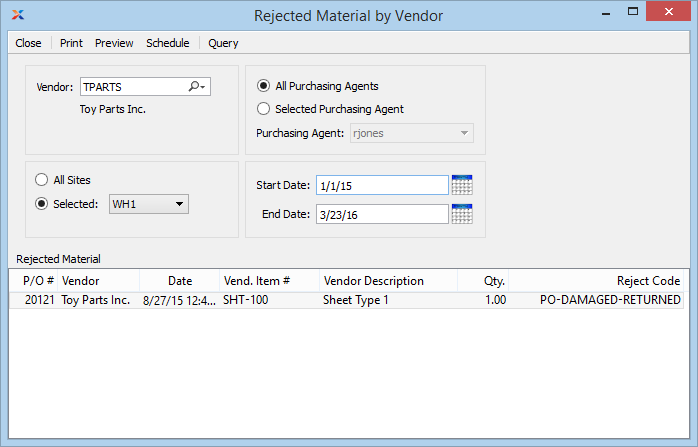 Rejected Material by Vendor
Close Print Preview Schedule Query
Vendor: TPARTS
Toy Parts Inc.
All Purchasing Agents
Selected Purchasing Agent
Purchasing Agent: rjones
All Sites
Selected: WH1
Start Date: 1/1/15
End Date: 3/23/16
Rejected Material
P/O # Vendor Date Vend. Item # Vendor Description Qty. Reject Code
20121 Toy Parts Inc. 8/27/15 12:4... SHT-100 Sheet Type 1 1.00 PO-DAMAGED-RETURNED